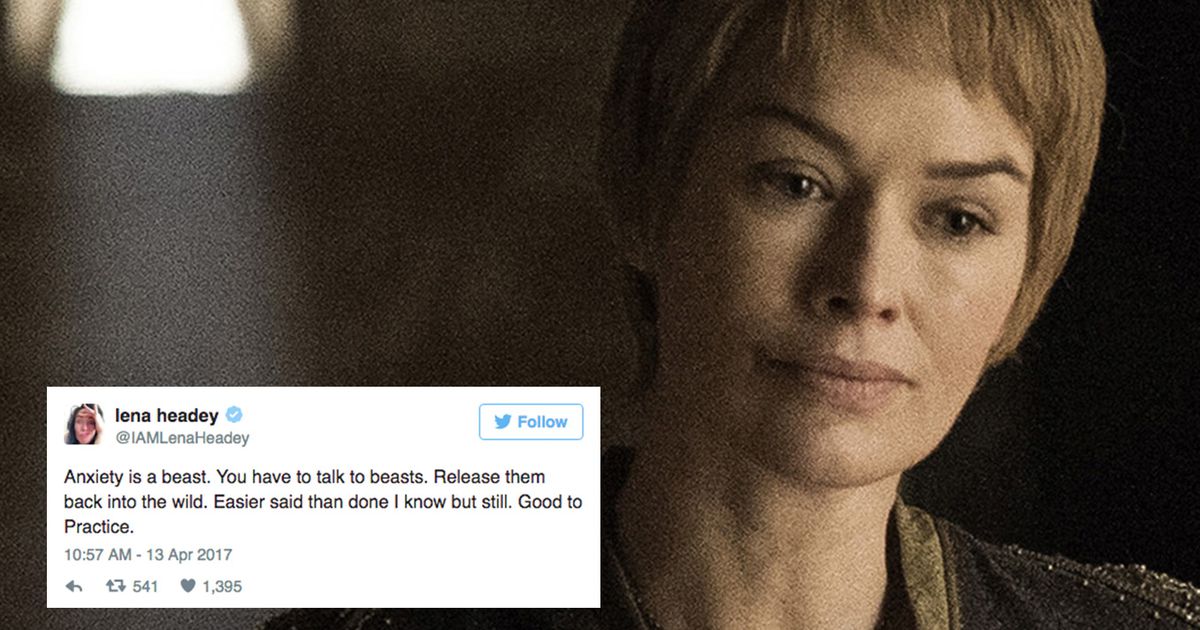 lena headey
@IAMLenaHeadey
Follow
Anxiety is a beast. You have to talk to beasts. Release them
back into the wild. Easier said than done I know but still. Good to
Practice.
10:57 AM - 13 Apr 2017
541 1,395